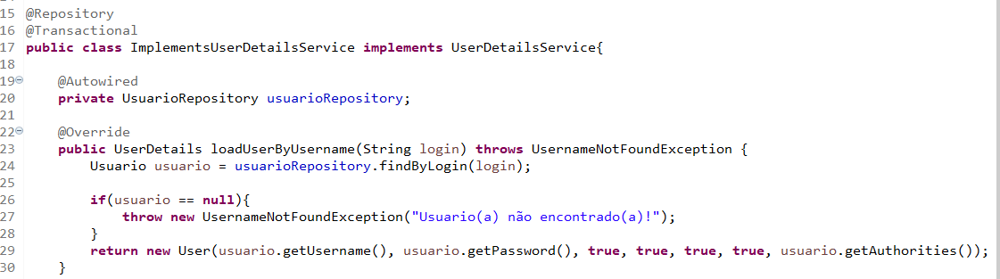 15 @Repository
16 @Transactional
17 public class ImplementsUserDetailsService implements UserDetailsService{
18
19 @Autowired
20 private UsuarioRepository usuarioRepository;
21
22 @Override
23 public UserDetails loadUserByUsername(String login) throws UsernameNotFoundException {
24 Usuario usuario = usuarioRepository.findByLogin(login);
25
26 if(usuario == null){
27 throw new UsernameNotFoundException("Usuario(a) não encontrado(a)!");
28 }
29 return new User(usuario.getUsername(), usuario.getPassword(), true, true, true, true, usuario.getAuthorities());
30 }